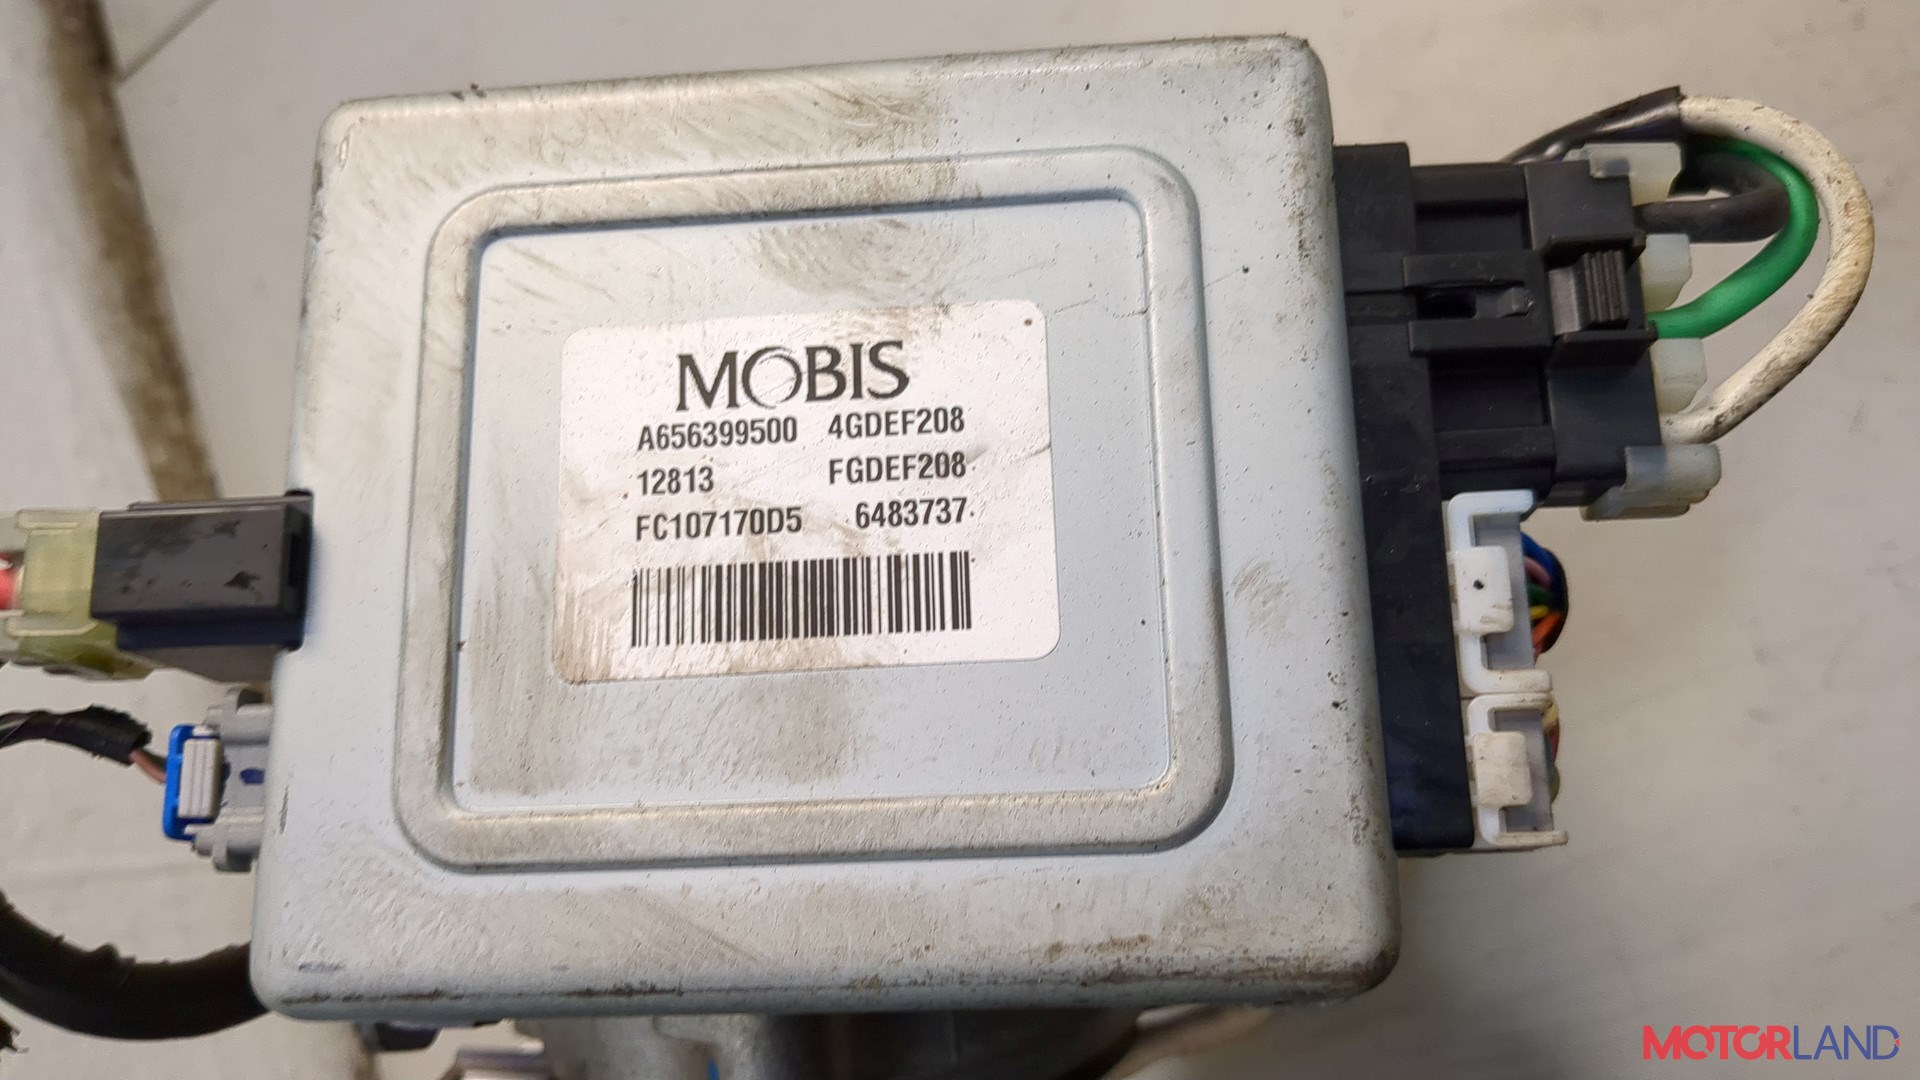 MOBIS
A656399500 4GDEF208
12813 FGDEF208
FC107170D5 6483737
MOTORLAND